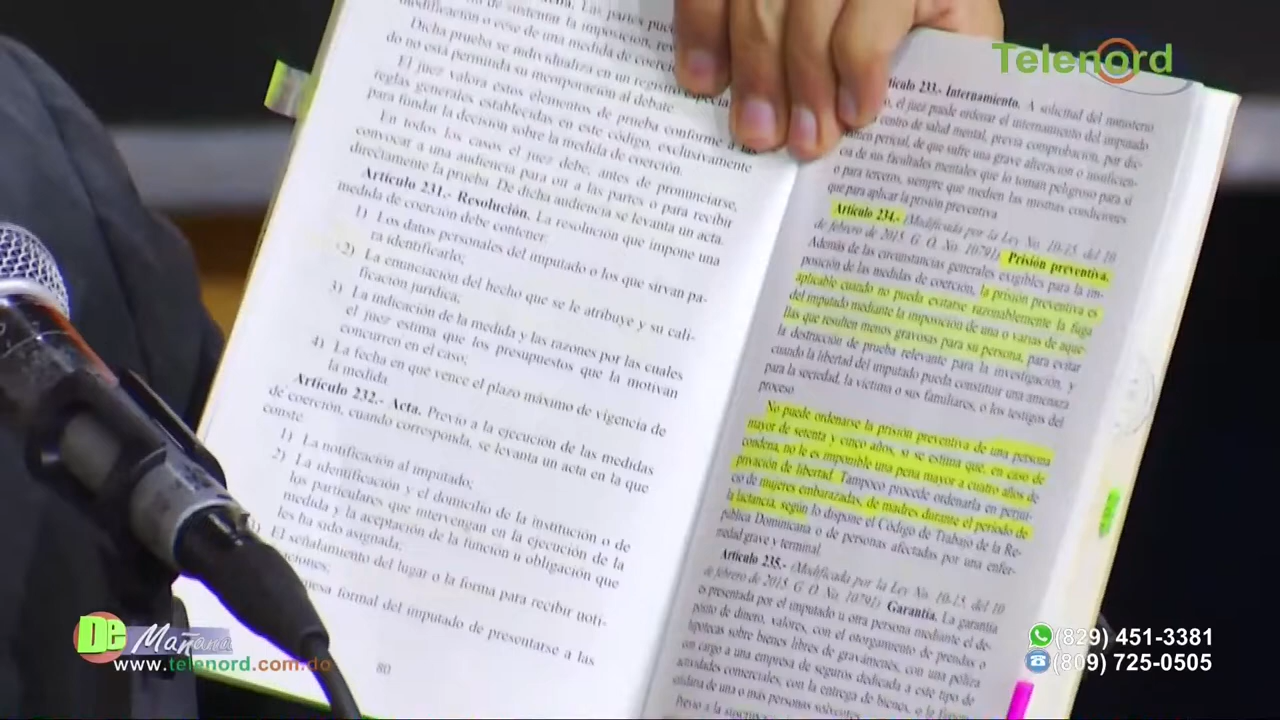 modificación o cese de una medida de coerción.
Dicha prueba se individualiza en un registro
do no está permitida su incorporación al debate.
El juez valora estos elementos de prueba conforme a las
reglas generales establecidas en este código, exclusivamente
para fundar la decisión sobre la medida de coerción.
En todos los casos el juez debe, antes de pronunciarse,
convocar a una audiencia para oír a las partes o para recibir
directamente la prueba. De dicha audiencia se levanta un acta.
Artículo 231.- Resolución. La resolución que impone una
medida de coerción debe contener:
1) Los datos personales del imputado o los que sirvan pa-
ra identificarlo;
2) La enunciación del hecho que se le atribuye y su cali-
ficación jurídica;
3) La indicación de la medida y las razones por las cuales
el juez estima que los presupuestos que la motivan
concurren en el caso;
4) La fecha en que vence el plazo máximo de vigencia de
la medida.
Artículo 232.- Acta. Previo a la ejecución de las medidas
de coerción, cuando corresponda, se levanta un acta en la que
conste:
1) La notificación al imputado;
2) La identificación y el domicilio de la institución o de
los particulares que intervengan en la ejecución de la
medida y la aceptación de la función u obligación que
les ha sido asignada;
El señalamiento del lugar o la forma para recibir notifi-
caciones;
formal del imputado de presentarse a las
80
Telenord
233.- Internamiento. A solicitud del ministerio
el juez puede ordenar el internamiento del imputado
centro de salud mental, previa comprobación, por dic-
pericial, de que sufre una grave alteración o insuficien-
cia de sus facultades mentales que lo toman peligroso para sí
o para terceros, siempre que medien las mismas condiciones
que para aplicar la prisión preventiva.
Artículo 234.- (Modificado por la Ley No. 10-15, del 10
de febrero de 2015. G. O. No. 10791). Prisión preventiva.
Además de las circunstancias generales exigibles para la im-
posición de las medidas de coerción, la prisión preventiva es
aplicable cuando no pueda evitarse razonablemente la fuga
del imputado mediante la imposición de una o varias de aque-
llas que resulten menos gravosas para su persona, para evitar
la destrucción de prueba relevante para la investigación, y
cuando la libertad del imputado pueda constituir una amenaza
para la sociedad, la víctima o sus familiares, o los testigos del
proceso.
No puede ordenarse la prisión preventiva de una persona
mayor de setenta y cinco años, si se estima que, en caso de
condena, no le es imponible una pena mayor a cuatro años de
privación de libertad. Tampoco procede ordenarla en perjui-
cio de mujeres embarazadas, de madres durante el período de
la lactancia, según lo dispone el Código de Trabajo de la Re-
pública Dominicana o de personas afectadas por una enfer-
medad grave y terminal.
Artículo 235.- (Modificada por la Ley No. 10-15, del 10
de febrero de 2015. G. O. No. 10791). Garantía. La garantía
es presentada por el imputado u otra persona mediante el de-
pósito de dinero, valores, con el otorgamiento de prendas o
hipotecas sobre bienes libres de gravámenes, con una póliza
con cargo a una empresa de seguros dedicada a este tipo de
actividades comerciales, con la entrega de bienes, o la
de una o más personas solventes.
De Mañana
www.telenord.com.do
(829) 451-3381
(809) 725-0505